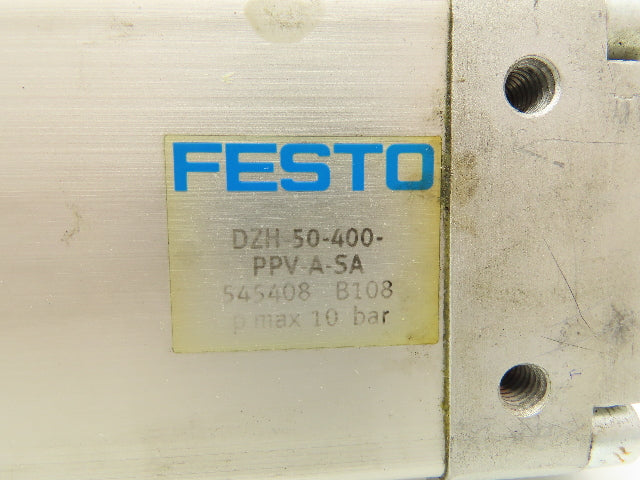 FESTO
DZH-50-400-
PPV-A-SA
545408 B108
p max 10 bar